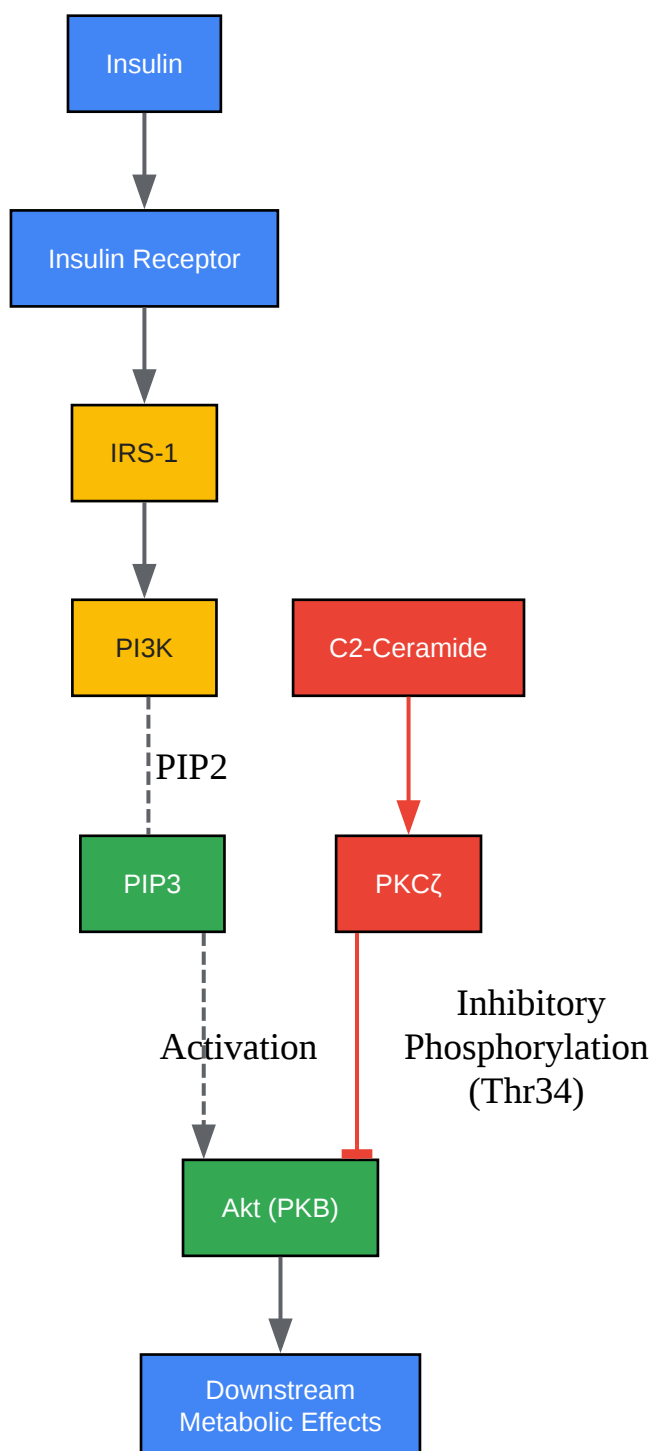 Insulin
Insulin Receptor
IRS-1
PI3K
C2-Ceramide
PIP2
PIP3
PKCζ
Activation
Inhibitory
Phosphorylation
(Thr34)
Akt (PKB)
Downstream
Metabolic Effects